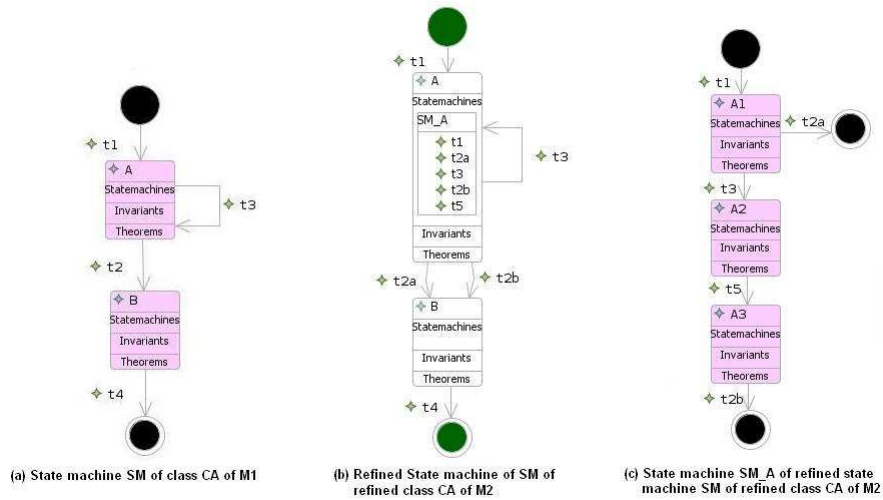 t1
A
Statemachines
Invariants
Theorems
t3
t2
B
Statemachines
Invariants
Theorems
t4
(a) State machine SM of class CA of M1
t1
A
Statemachines
SM_A
t1
t2a
t3
t2b
t5
t3
Invariants
Theorems
t2a
t2b
B
Statemachines
Invariants
Theorems
t4
(b) Refined State machine of SM of
refined class CA of M2
t1
A1
Statemachines
Invariants
Theorems
t2a
t3
A2
Statemachines
Invariants
Theorems
t5
A3
Statemachines
Invariants
Theorems
t2b
(c) State machine SM_A of refined state
machine SM of refined class CA of M2